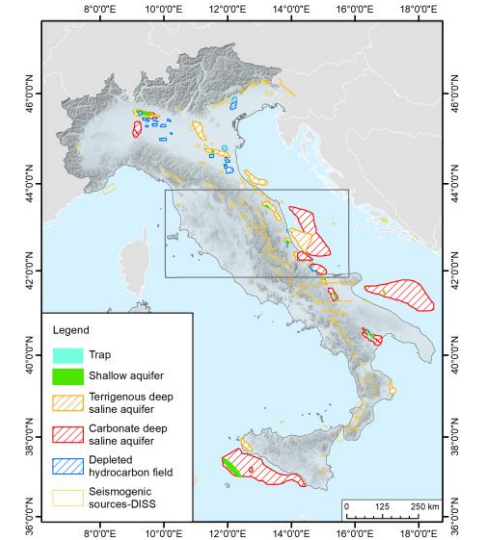 8°0'0"E 10°0'0"E 12°0'0"E 14°0'0"E 16°0'0"E 18°0'0"E
46°0'0"N 46°0'0"N
44°0'0"N 44°0'0"N
42°0'0"N 42°0'0"N
40°0'0"N 40°0'0"N
38°0'0"N 38°0'0"N
36°0'0"N 36°0'0"N
Legend
Trap
Shallow aquifer
Terrigenous deep
saline aquifer
Carbonate deep
saline aquifer
Depleted
hydrocarbon field
Seismogenic
sources-DISS
0 125 250 km
8°0'0"E 10°0'0"E 12°0'0"E 14°0'0"E 16°0'0"E